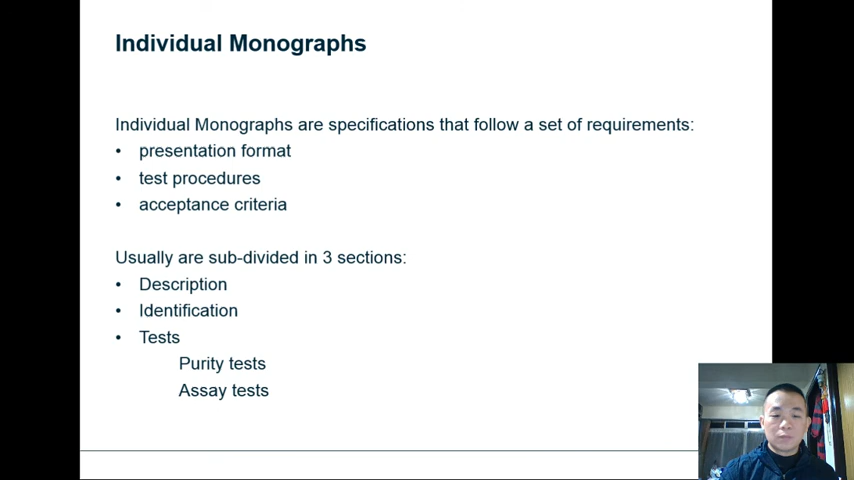 Individual Monographs
Individual Monographs are specifications that follow a set of requirements:
• presentation format
• test procedures
• acceptance criteria
Usually are sub-divided in 3 sections:
• Description
• Identification
• Tests
Purity tests
Assay tests